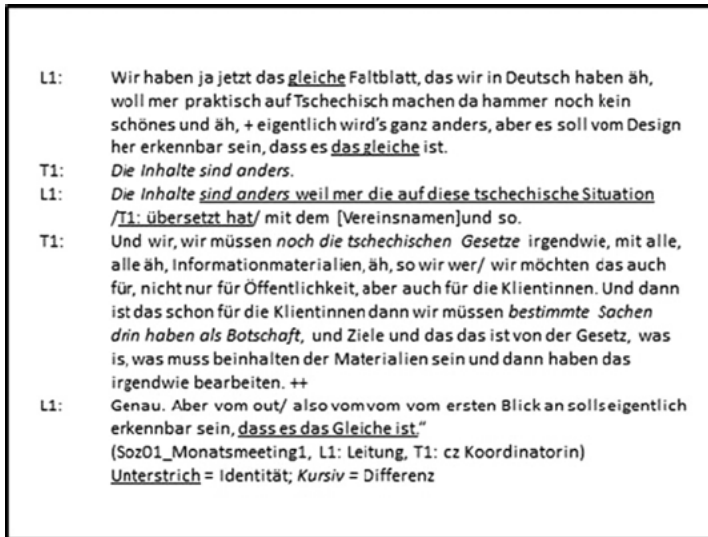 L1: Wir haben ja jetzt das gleiche Faltblatt, das wir in Deutsch haben äh,
woll mer praktisch auf Tschechisch machen da hammer noch kein
schönes und äh, + eigentlich wird's ganz anders, aber es soll vom Design
her erkennbar sein, dass es das gleiche ist.
T1: Die Inhalte sind anders.
L1: Die Inhalte sind anders weil mer die auf diese tschechische Situation
/T1: übersetzt hat/ mit dem [Vereinsnamen]und so.
T1: Und wir, wir müssen noch die tschechischen Gesetze irgendwie, mit alle,
alle äh, Informationmaterialien, äh, so wir wer/ wir möchten das auch
für, nicht nur für Öffentlichkeit, aber auch für die Klientinnen. Und dann
ist das schon für die Klientinnen dann wir müssen bestimmte Sachen
drin haben als Botschaft, und Ziele und das das ist von der Gesetz, was
is, was muss beinhalten der Materialien sein und dann haben das
irgendwie bearbeiten. ++
L1: Genau. Aber vom out/ also vom vom vom ersten Blick an solls eigentlich
erkennbar sein, dass es das Gleiche ist."
(Soz01_Monatsmeeting1, L1: Leitung, T1: cz Koordinatorin)
Unterstrich = Identität; Kursiv = Differenz